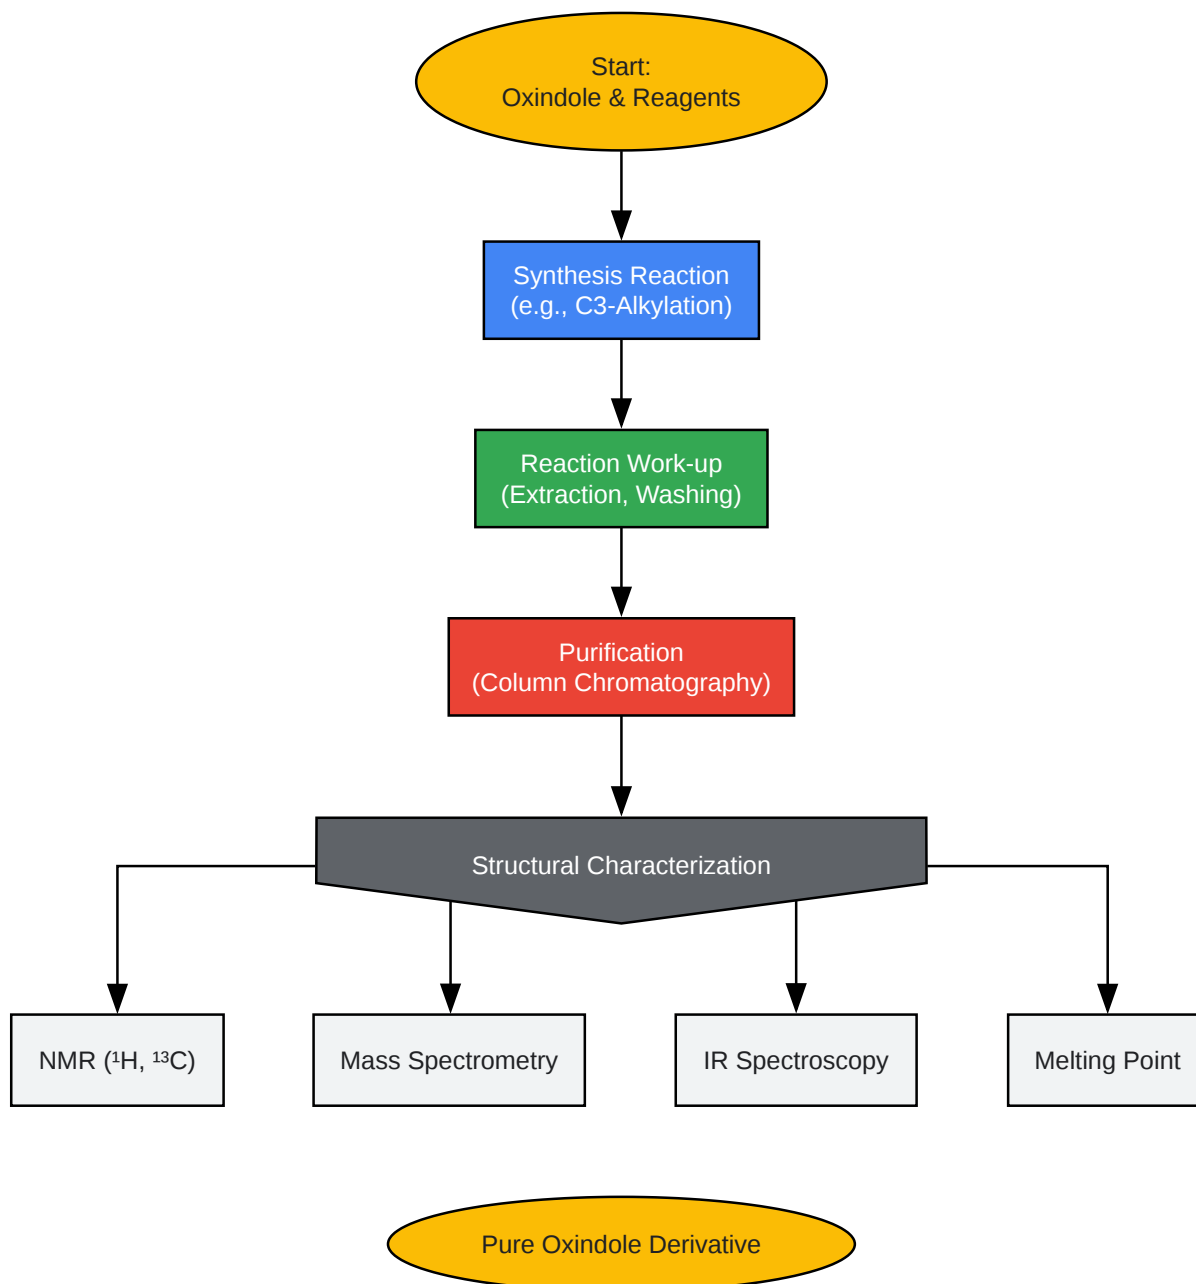 Start:
Oxindole & Reagents
Synthesis Reaction
(e.g., C3-Alkylation)
Reaction Work-up
(Extraction, Washing)
Purification
(Column Chromatography)
Structural Characterization
NMR (¹H, ¹³C)
Mass Spectrometry
IR Spectroscopy
Melting Point
Pure Oxindole Derivative